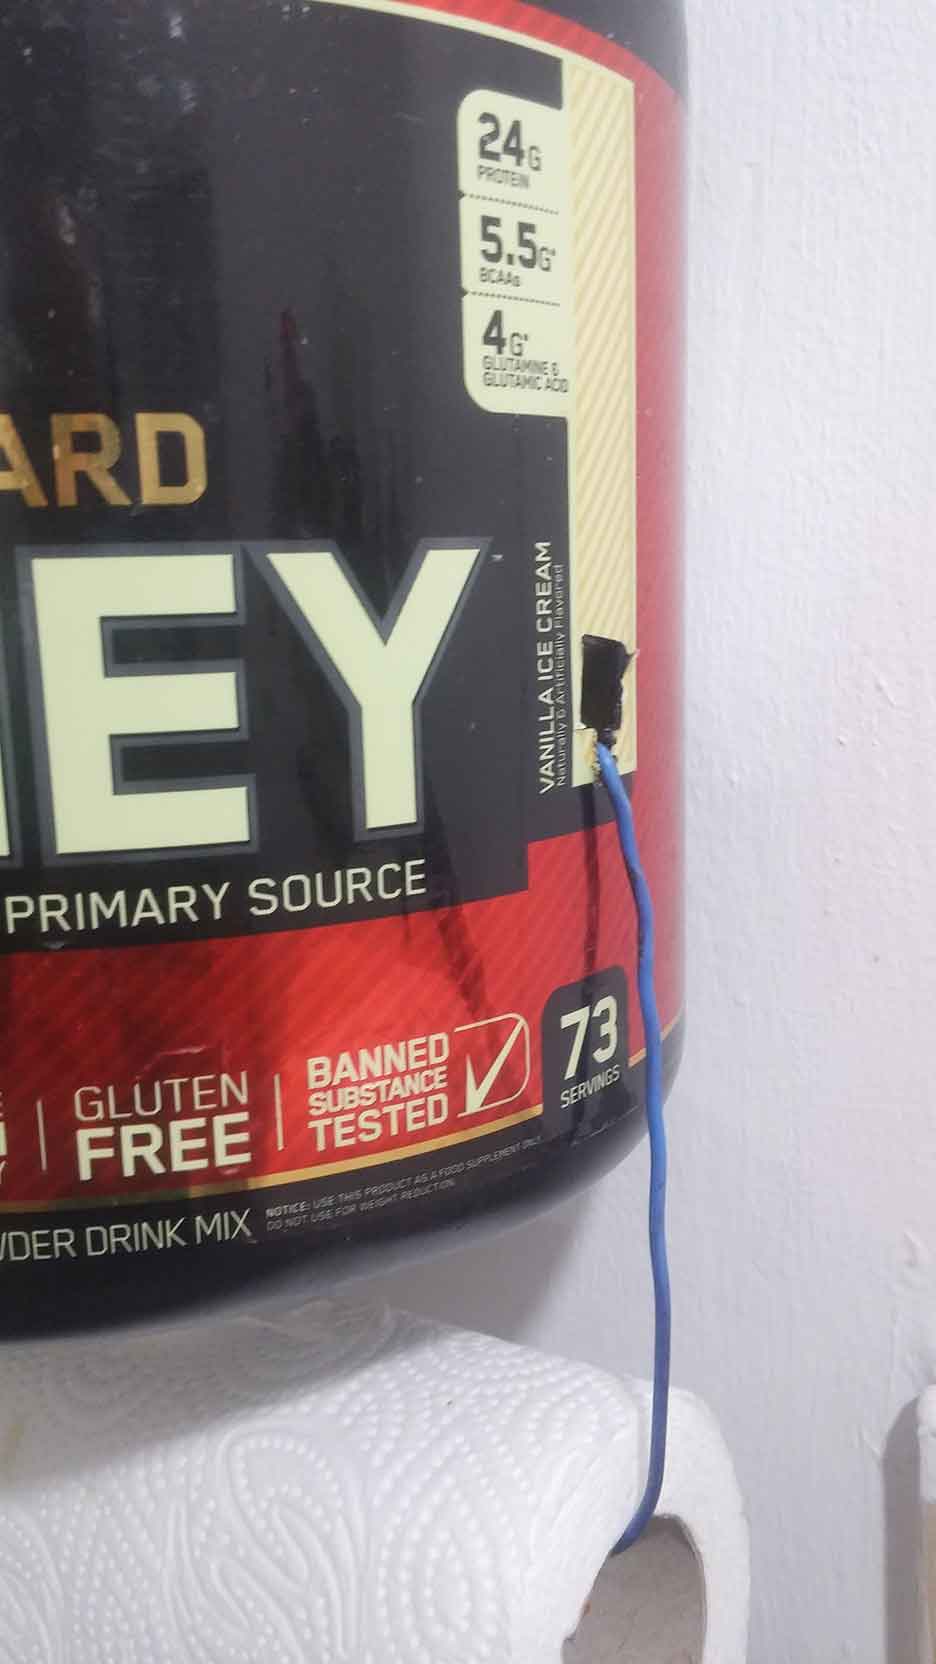 24G
PROTEIN
5.5G*
BCAAs
4G*
GLUTAMINE &
GLUTAMIC ACID
ARD
EY
VANILLA ICE CREAM
Naturally & Artificially Flavored
PRIMARY SOURCE
GLUTEN
FREE
BANNED
SUBSTANCE
TESTED
73
SERVINGS
DER DRINK MIX
NOTICE: USE THIS PRODUCT AS A FOOD SUPPLEMENT ONLY.
DO NOT USE FOR WEIGHT REDUCTION.